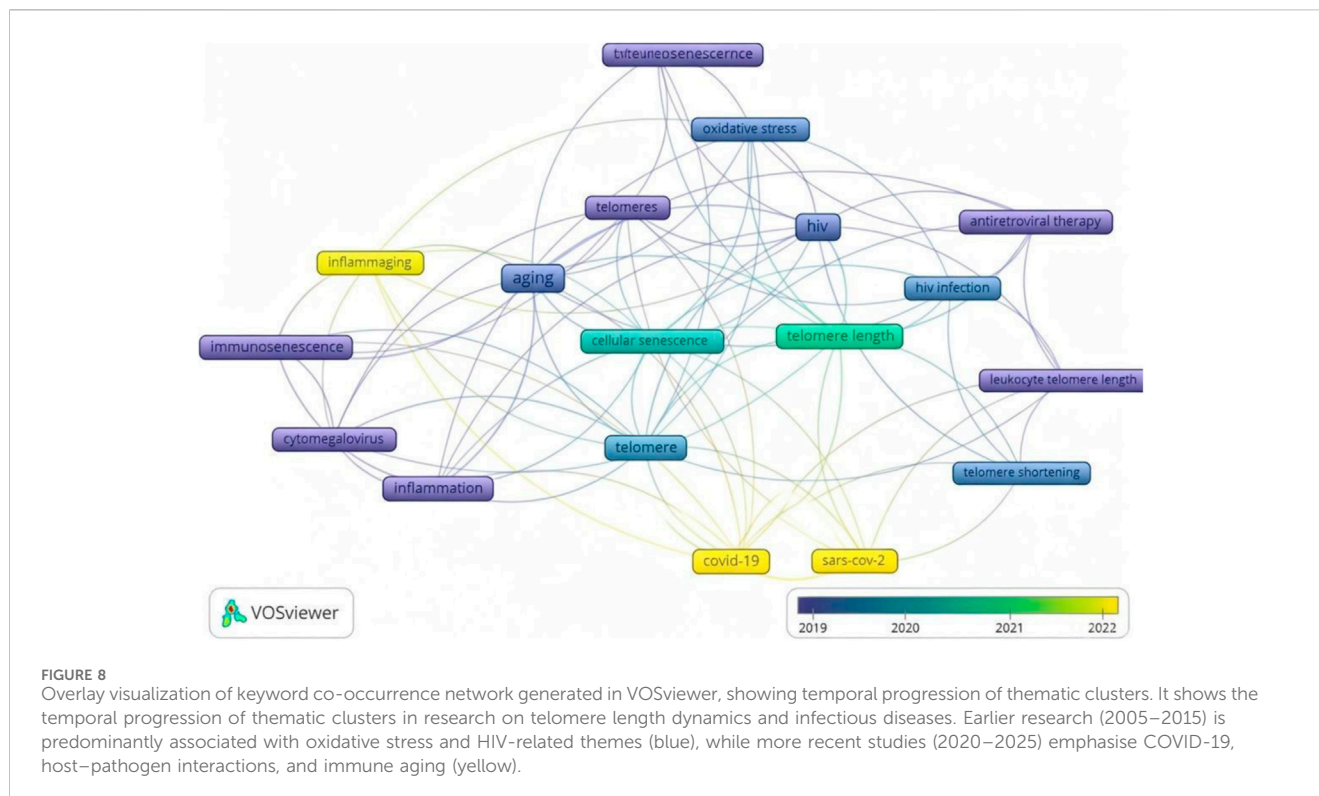 oxidative stress
telomeres
hiv
antiretroviral therapy
inflammaging
aging
hiv infection
immunosenescence
cellular senescence
telomere length
leukocyte telomere length
cytomegalovirus
telomere
telomere shortening
inflammation
covid-19
sars-cov-2
VOSviewer
2019
2020
2021
2022
FIGURE 8
Overlay visualization of keyword co-occurrence network generated in VOSviewer, showing temporal progression of thematic clusters. It shows the
temporal progression of thematic clusters in research on telomere length dynamics and infectious diseases. Earlier research (2005–2015) is
predominantly associated with oxidative stress and HIV-related themes (blue), while more recent studies (2020–2025) emphasise COVID-19,
host–pathogen interactions, and immune aging (yellow).